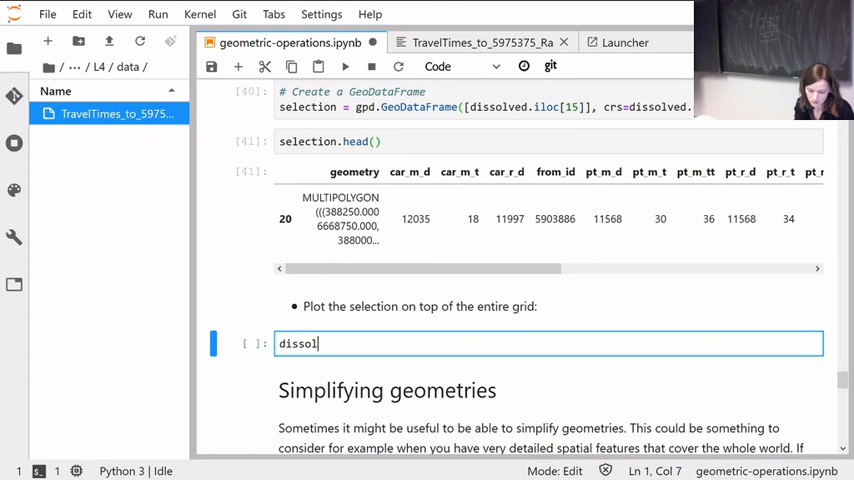 File Edit View Run Kernel Git Tabs Settings Help
/ ... / L4 / data /
Name
TravelTimes_to_5975...
geometric-operations.ipynb
TravelTimes_to_5975375_Ra
Launcher
Code
git
[40]:
# Create a GeoDataFrame
selection = gpd.GeoDataFrame([dissolved.iloc[15]], crs=dissolved.
[41]:
selection.head()
[41]:
geometry car_m_d car_m_t car_r_d from_id pt_m_d pt_m_t pt_m_tt pt_r_d pt_r_t
20 MULTIPOLYGON (((388250.000 6668750.000, 388000... 12035 18 11997 5903886 11568 30 36 11568 34
• Plot the selection on top of the entire grid:
[ ]:
dissol
Simplifying geometries
Sometimes it might be useful to be able to simplify geometries. This could be something to
consider for example when you have very detailed spatial features that cover the whole world. If
1 1 Python 3 | Idle
Mode: Edit Ln 1, Col 7 geometric-operations.ipynb